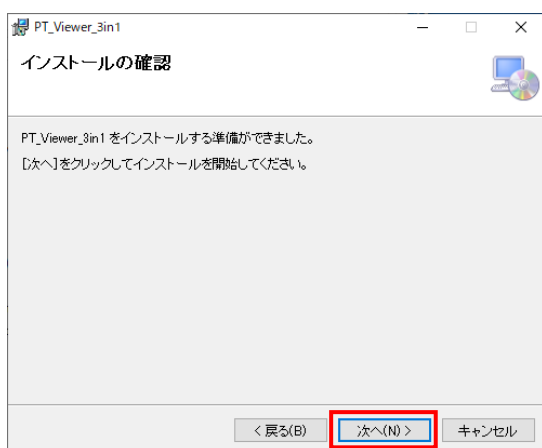 PT_Viewer_3in1
インストールの確認
PT_Viewer_3in1 をインストールする準備ができました。
[次へ]をクリックしてインストールを開始してください。
< 戻る(B)
次へ(N) >
キャンセル